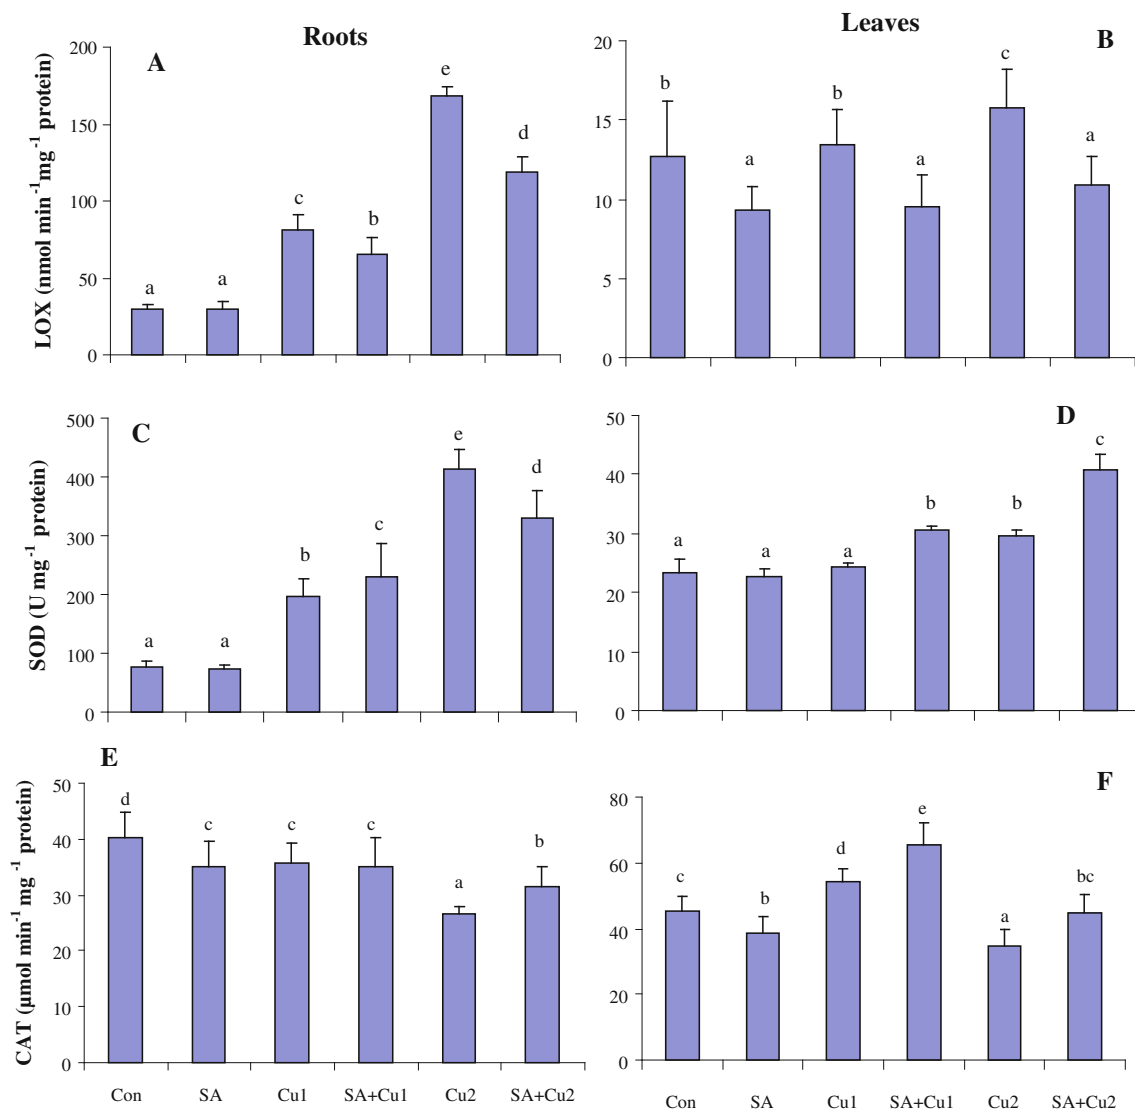 Roots
Leaves
A
LOX (nmol min⁻¹mg⁻¹ protein)
200
150
100
50
0
a
a
c
b
e
d
B
20
15
10
5
0
b
a
b
a
c
a
C
SOD (U mg⁻¹ protein)
500
400
300
200
100
0
a
a
b
c
e
d
D
50
40
30
20
10
0
a
a
a
b
b
c
E
CAT (µmol min⁻¹ mg ⁻¹ protein)
50
40
30
20
10
0
d
c
c
c
a
b
Con SA Cu1 SA+Cu1 Cu2 SA+Cu2
F
80
60
40
20
0
c
b
d
e
a
bc
Con SA Cu1 SA+Cu1 Cu2 SA+Cu2